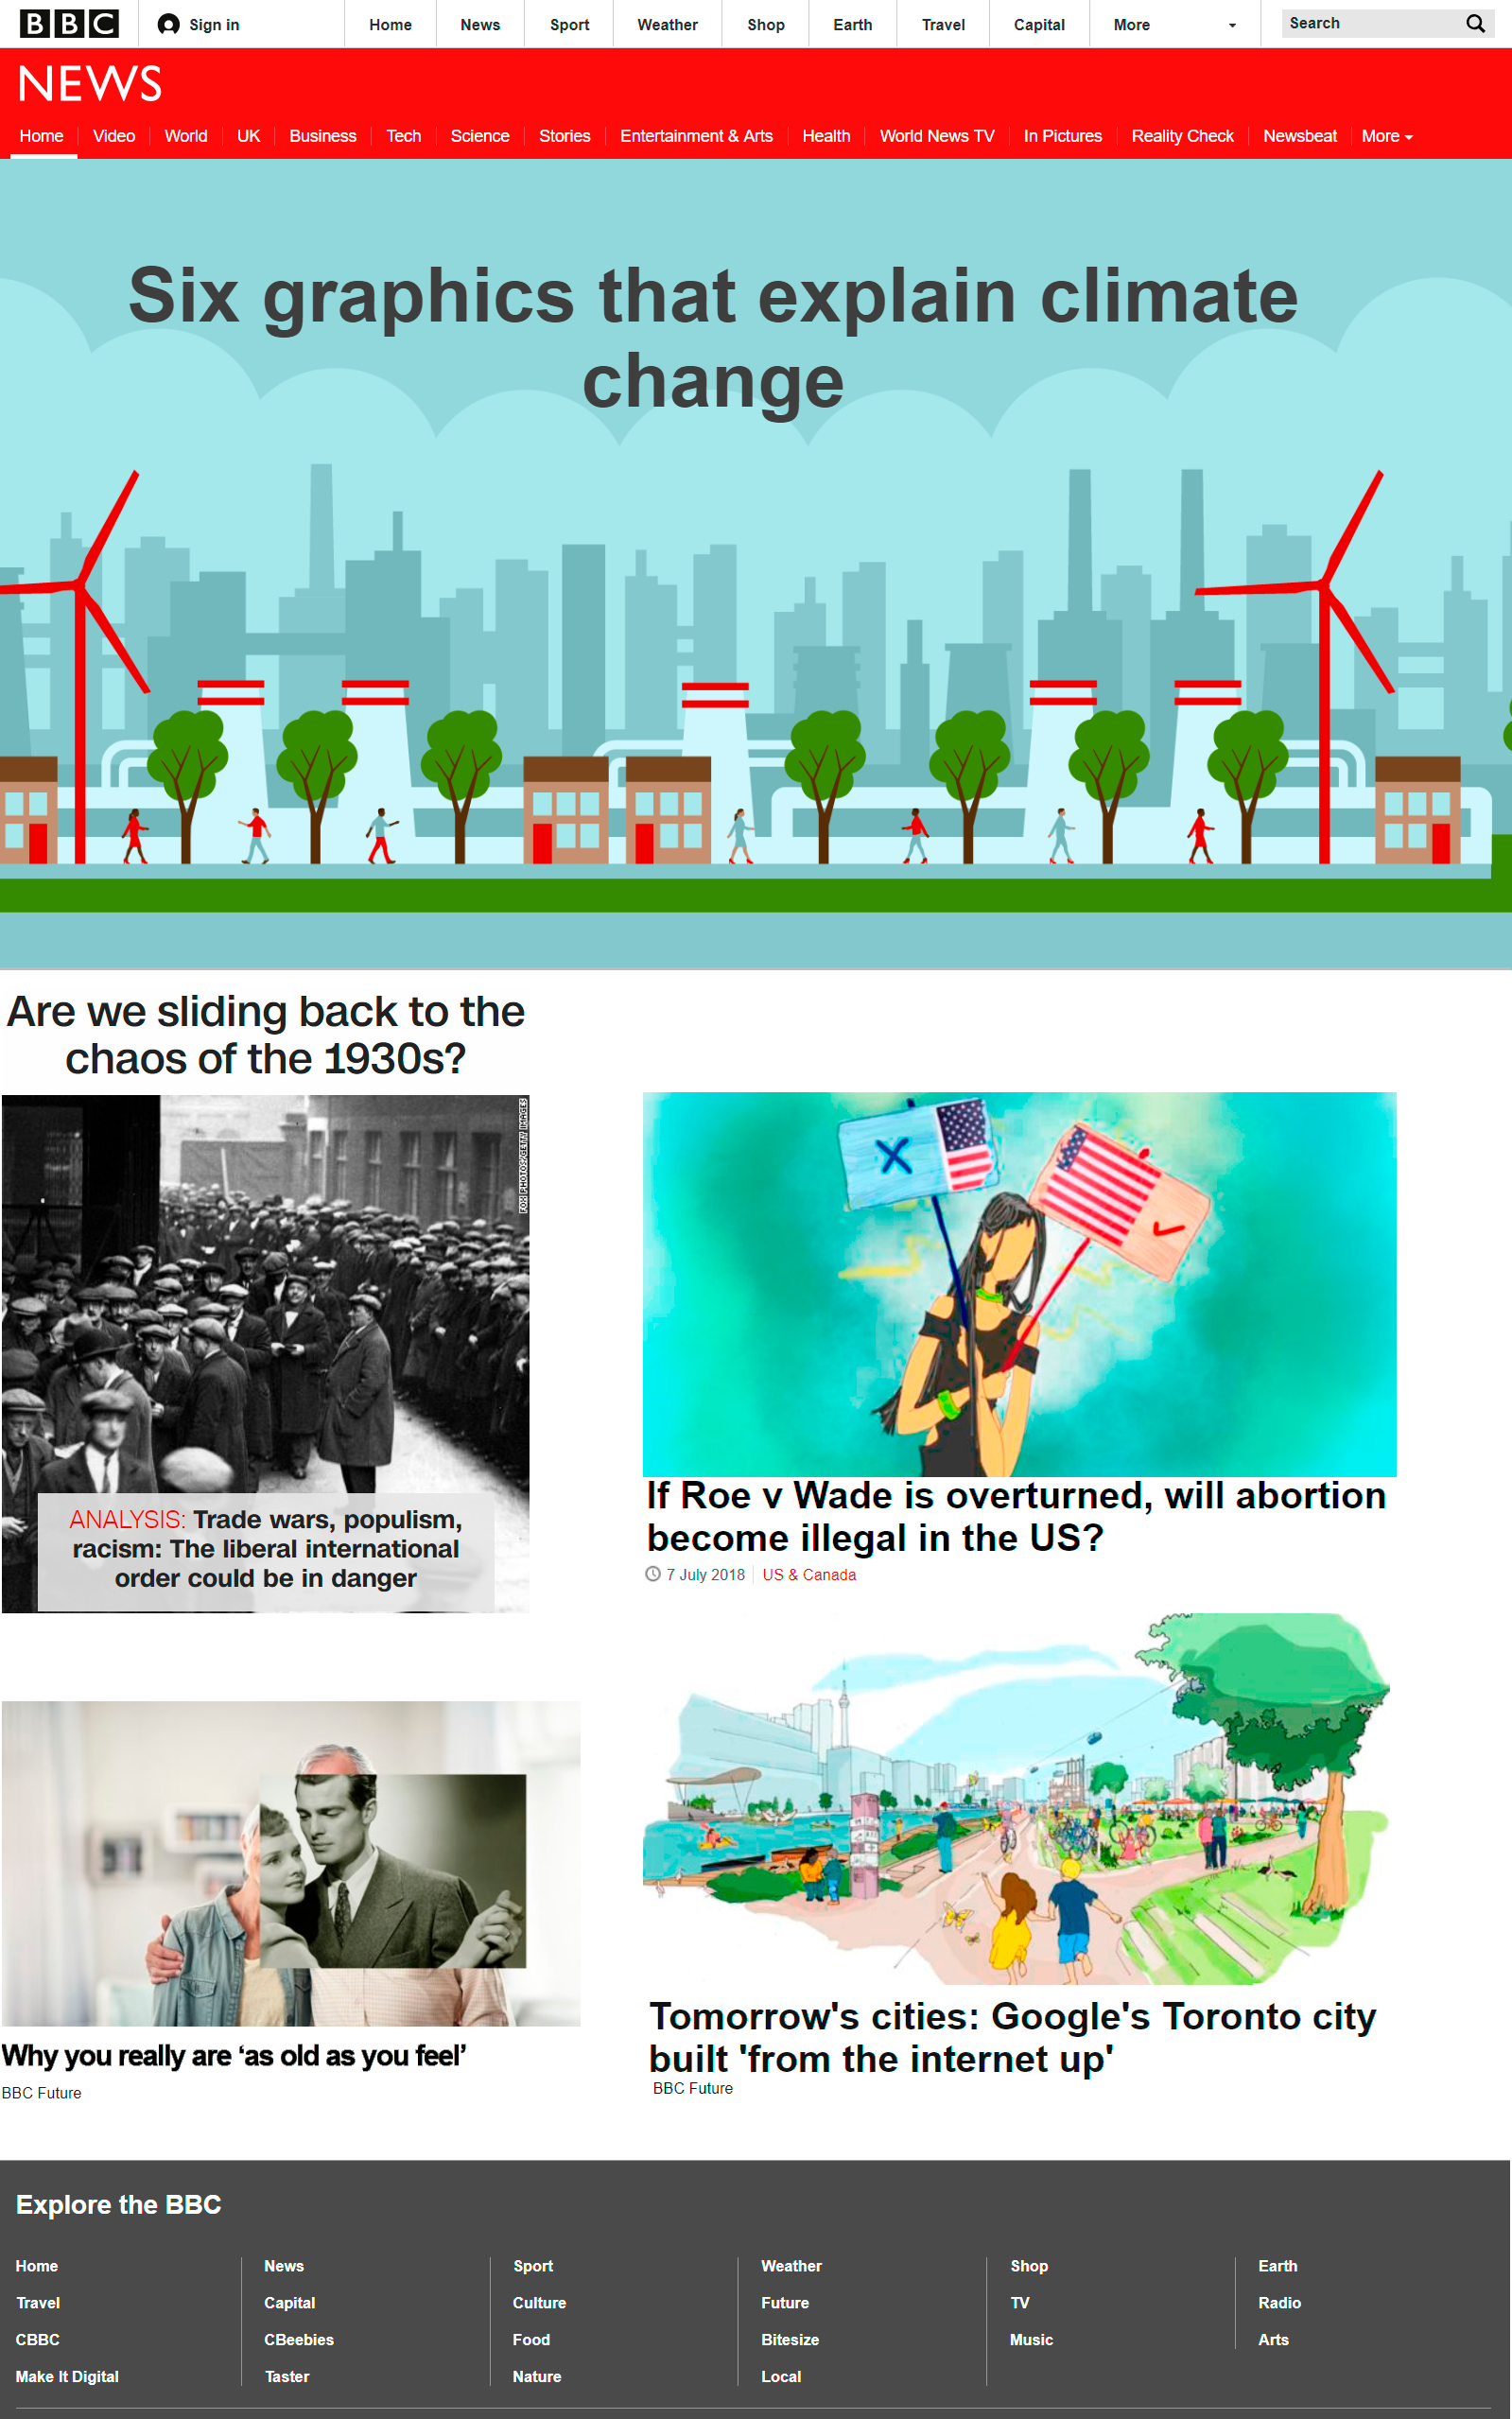 BBC Sign in Home News Sport Weather Shop Earth Travel Capital More Search
NEWS
Home Video World UK Business Tech Science Stories Entertainment & Arts Health World News TV In Pictures Reality Check Newsbeat More
Six graphics that explain climate
change
Are we sliding back to the
chaos of the 1930s?
FOX PHOTOS/GETTY IMAGES
ANALYSIS: Trade wars, populism,
racism: The liberal international
order could be in danger
If Roe v Wade is overturned, will abortion
become illegal in the US?
7 July 2018 US & Canada
Why you really are ‘as old as you feel’
BBC Future
Tomorrow's cities: Google's Toronto city
built 'from the internet up'
BBC Future
Explore the BBC
Home News Sport Weather Shop Earth
Travel Capital Culture Future TV Radio
CBBC CBeebies Food Bitesize Music Arts
Make It Digital Taster Nature Local